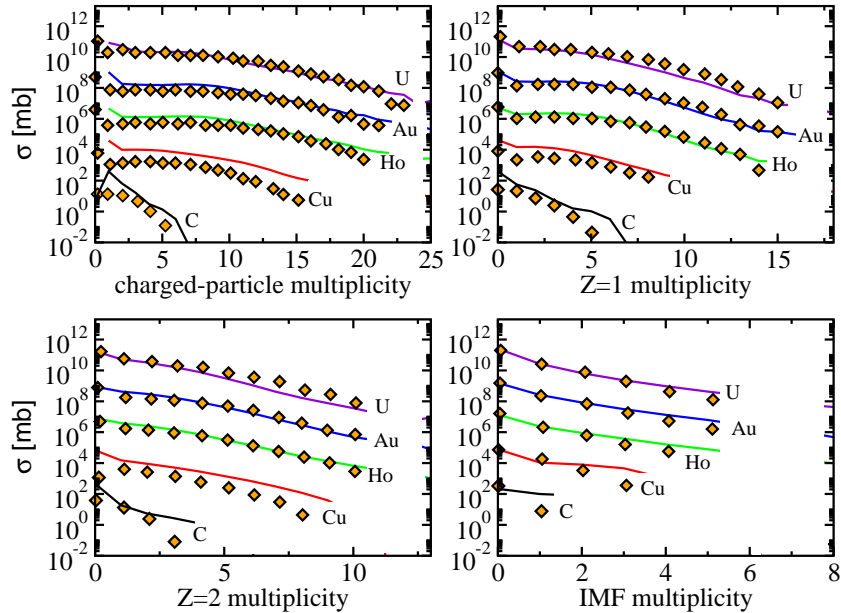 σ [mb]
10^12
10^10
10^8
10^6
10^4
10^2
10^0
10^-2
U
Au
Ho
Cu
C
0 5 10 15 20 25
charged-particle multiplicity
10^12
10^10
10^8
10^6
10^4
10^2
10^0
10^-2
U
Au
Ho
Cu
C
0 5 10 15
Z=1 multiplicity
σ [mb]
10^12
10^10
10^8
10^6
10^4
10^2
10^0
10^-2
U
Au
Ho
Cu
C
0 5 10
Z=2 multiplicity
10^12
10^10
10^8
10^6
10^4
10^2
10^0
10^-2
U
Au
Ho
Cu
C
0 2 4 6 8
IMF multiplicity